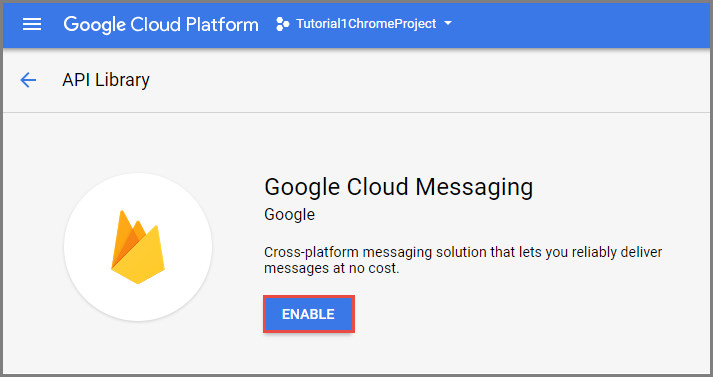 Google Cloud Platform Tutorial1ChromeProject
API Library
Google Cloud Messaging
Google
Cross-platform messaging solution that lets you reliably deliver
messages at no cost.
ENABLE